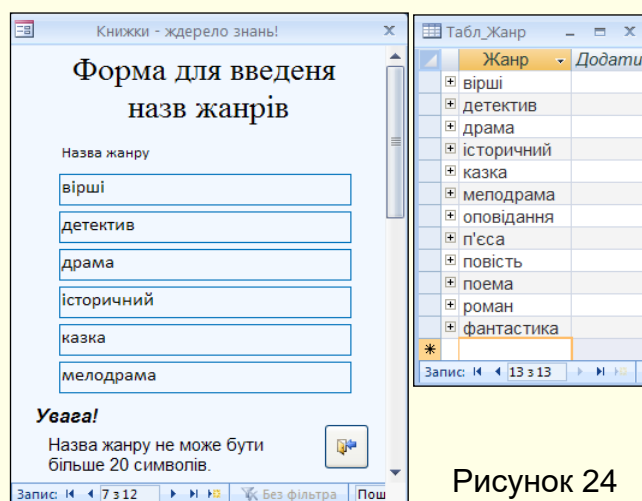 Книжки - ждерело знань!
Форма для введеня
назв жанрів
Назва жанру
вірші
детектив
драма
історичний
казка
мелодрама
Увага!
Назва жанру не може бути
більше 20 символів.
Запис: 7 з 12 Без фільтра Пош
Табл_Жанр
Жанр Додати
вірші
детектив
драма
історичний
казка
мелодрама
оповідання
п'єса
повість
поема
роман
фантастика
Запис: 13 з 13
Рисунок 24